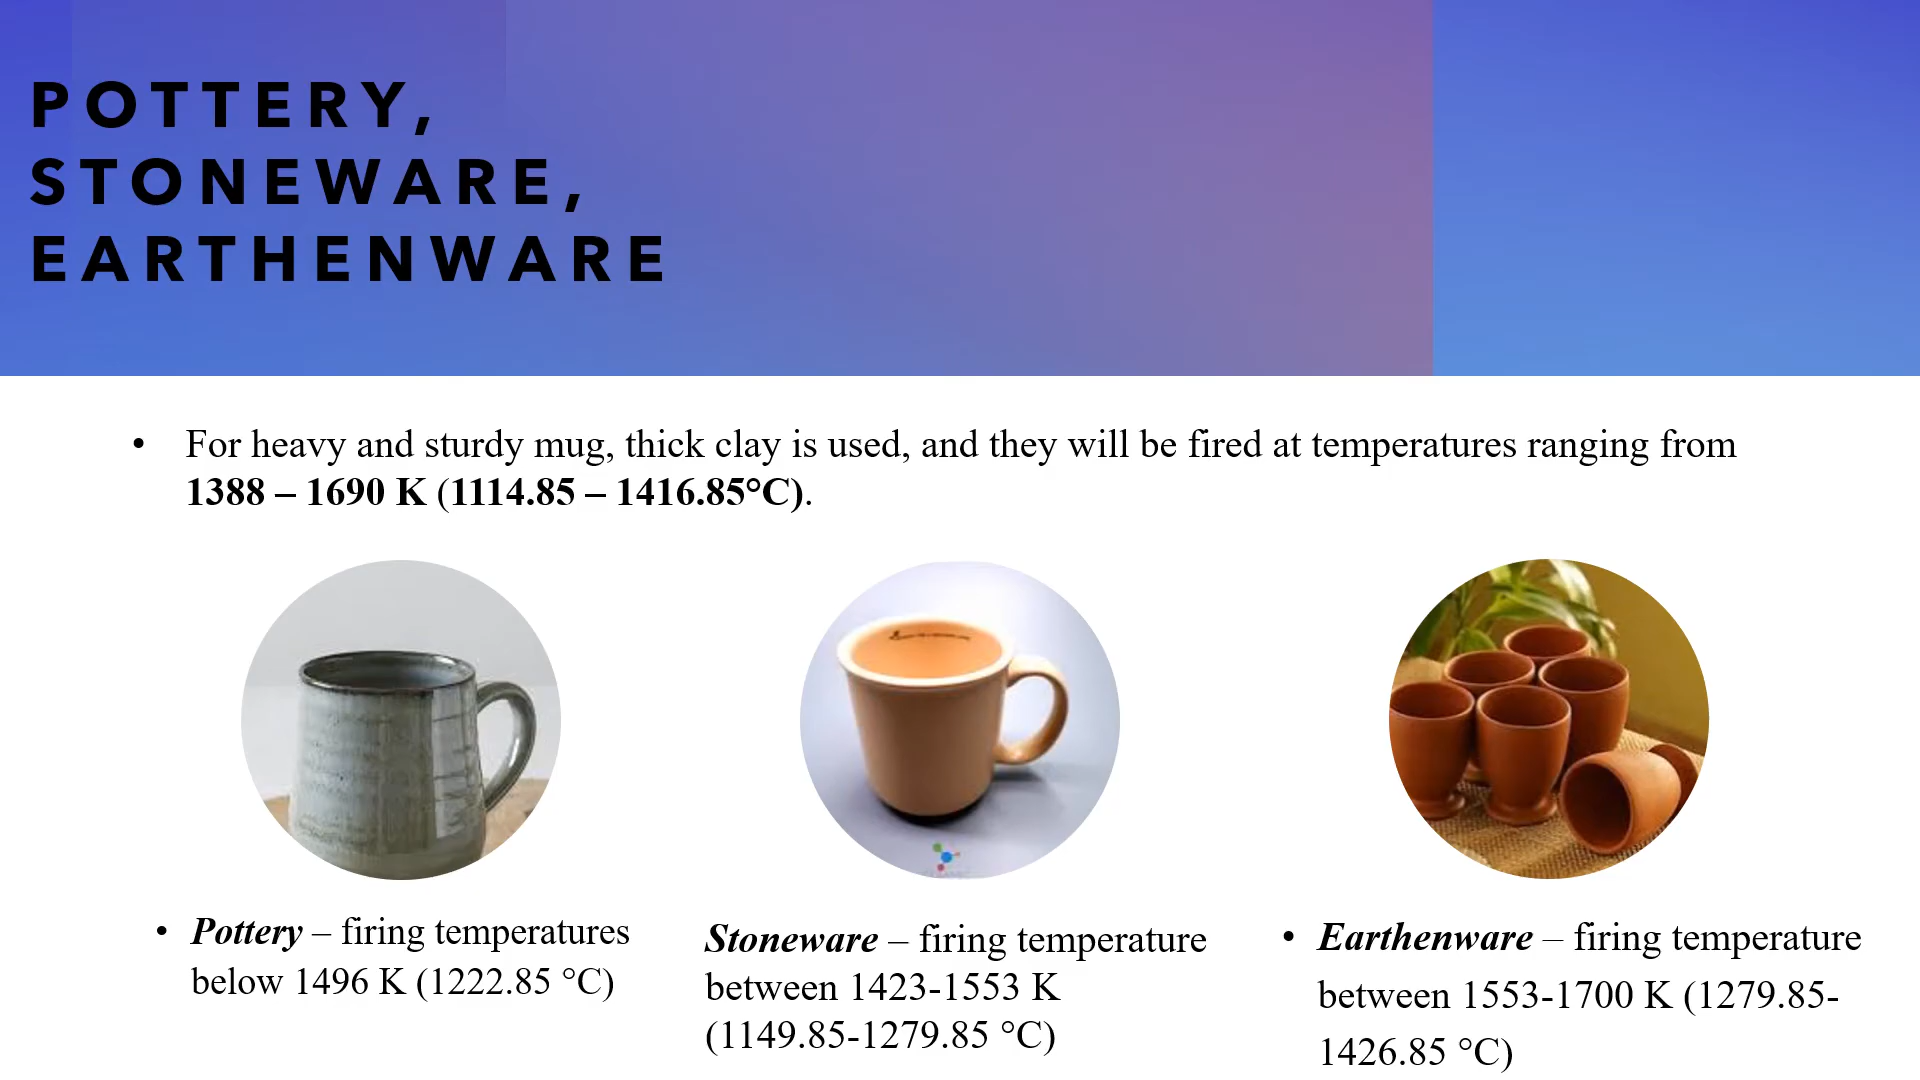 POTTERY,
STONEWARE,
EARTHENWARE
• For heavy and sturdy mug, thick clay is used, and they will be fired at temperatures ranging from
1388 – 1690 K (1114.85 – 1416.85°C).
• Pottery – firing temperatures
below 1496 K (1222.85 °C)
Stoneware – firing temperature
between 1423-1553 K
(1149.85-1279.85 °C)
• Earthenware – firing temperature
between 1553-1700 K (1279.85-
1426.85 °C)